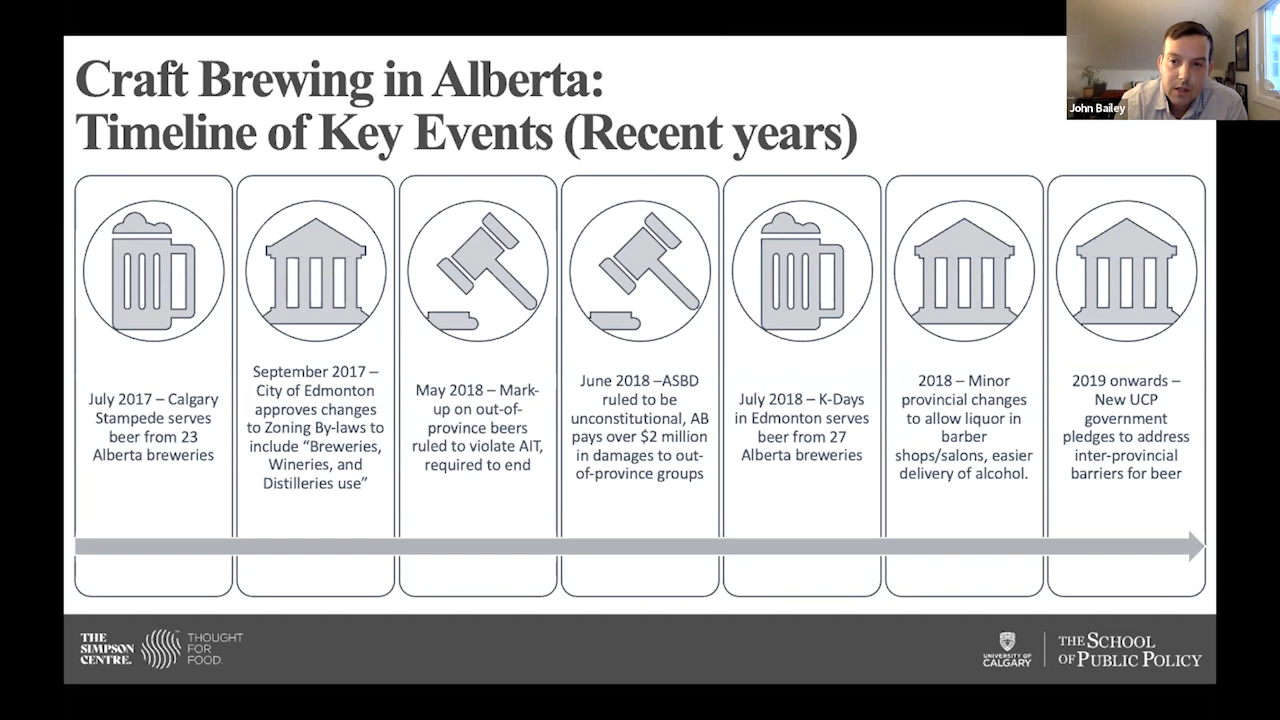 Craft Brewing in Alberta:
Timeline of Key Events (Recent years)
John Bailey
July 2017 – Calgary
Stampede serves
beer from 23
Alberta breweries
September 2017 –
City of Edmonton
approves changes
to Zoning By-laws to
include “Breweries,
Wineries, and
Distilleries use”
May 2018 – Mark-
up on out-of-
province beers
ruled to violate AIT,
required to end
June 2018 –ASBD
ruled to be
unconstitutional, AB
pays over $2 million
in damages to out-
of-province groups
July 2018 – K-Days
in Edmonton serves
beer from 27
Alberta breweries
2018 – Minor
provincial changes
to allow liquor in
barber
shops/salons, easier
delivery of alcohol.
2019 onwards –
New UCP
government
pledges to address
inter-provincial
barriers for beer
THE
SIMPSON
CENTRE.
THOUGHT
FOR
FOOD.
UNIVERSITY OF
CALGARY
THE SCHOOL
OF PUBLIC POLICY